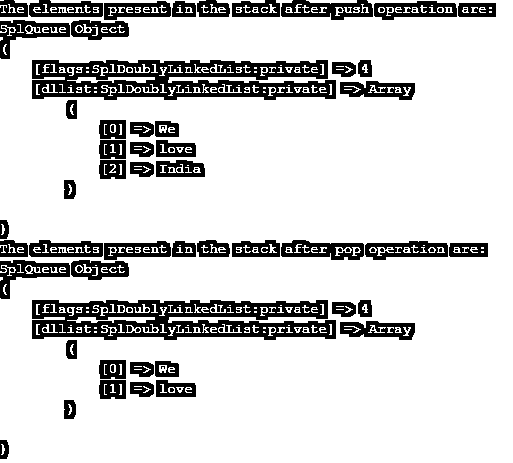 The elements present in the stack after push operation are:
SplQueue Object
(
[flags:SplDoublyLinkedList:private] => 4
[dllist:SplDoublyLinkedList:private] => Array
(
[0] => We
[1] => love
[2] => India
)
)
The elements present in the stack after pop operation are:
SplQueue Object
(
[flags:SplDoublyLinkedList:private] => 4
[dllist:SplDoublyLinkedList:private] => Array
(
[0] => We
[1] => love
)
)